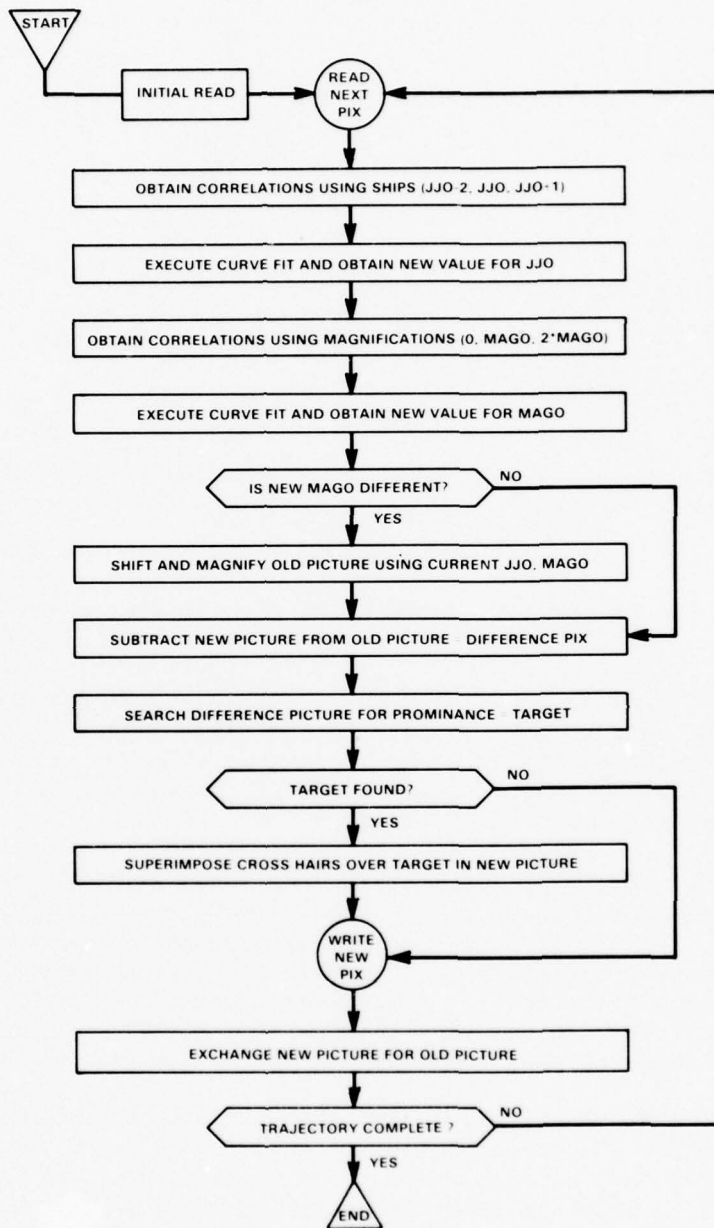 START
INITIAL READ
READ
NEXT
PIX
OBTAIN CORRELATIONS USING SHIPS (JJO-2, JJO, JJO+1)
EXECUTE CURVE FIT AND OBTAIN NEW VALUE FOR JJO
OBTAIN CORRELATIONS USING MAGNIFICATIONS (0, MAGO, 2*MAGO)
EXECUTE CURVE FIT AND OBTAIN NEW VALUE FOR MAGO
IS NEW MAGO DIFFERENT?
NO
YES
SHIFT AND MAGNIFY OLD PICTURE USING CURRENT JJO, MAGO
SUBTRACT NEW PICTURE FROM OLD PICTURE = DIFFERENCE PIX
SEARCH DIFFERENCE PICTURE FOR PROMINANCE = TARGET
TARGET FOUND?
NO
YES
SUPERIMPOSE CROSS HAIRS OVER TARGET IN NEW PICTURE
WRITE
NEW
PIX
EXCHANGE NEW PICTURE FOR OLD PICTURE
TRAJECTORY COMPLETE ?
NO
YES
END